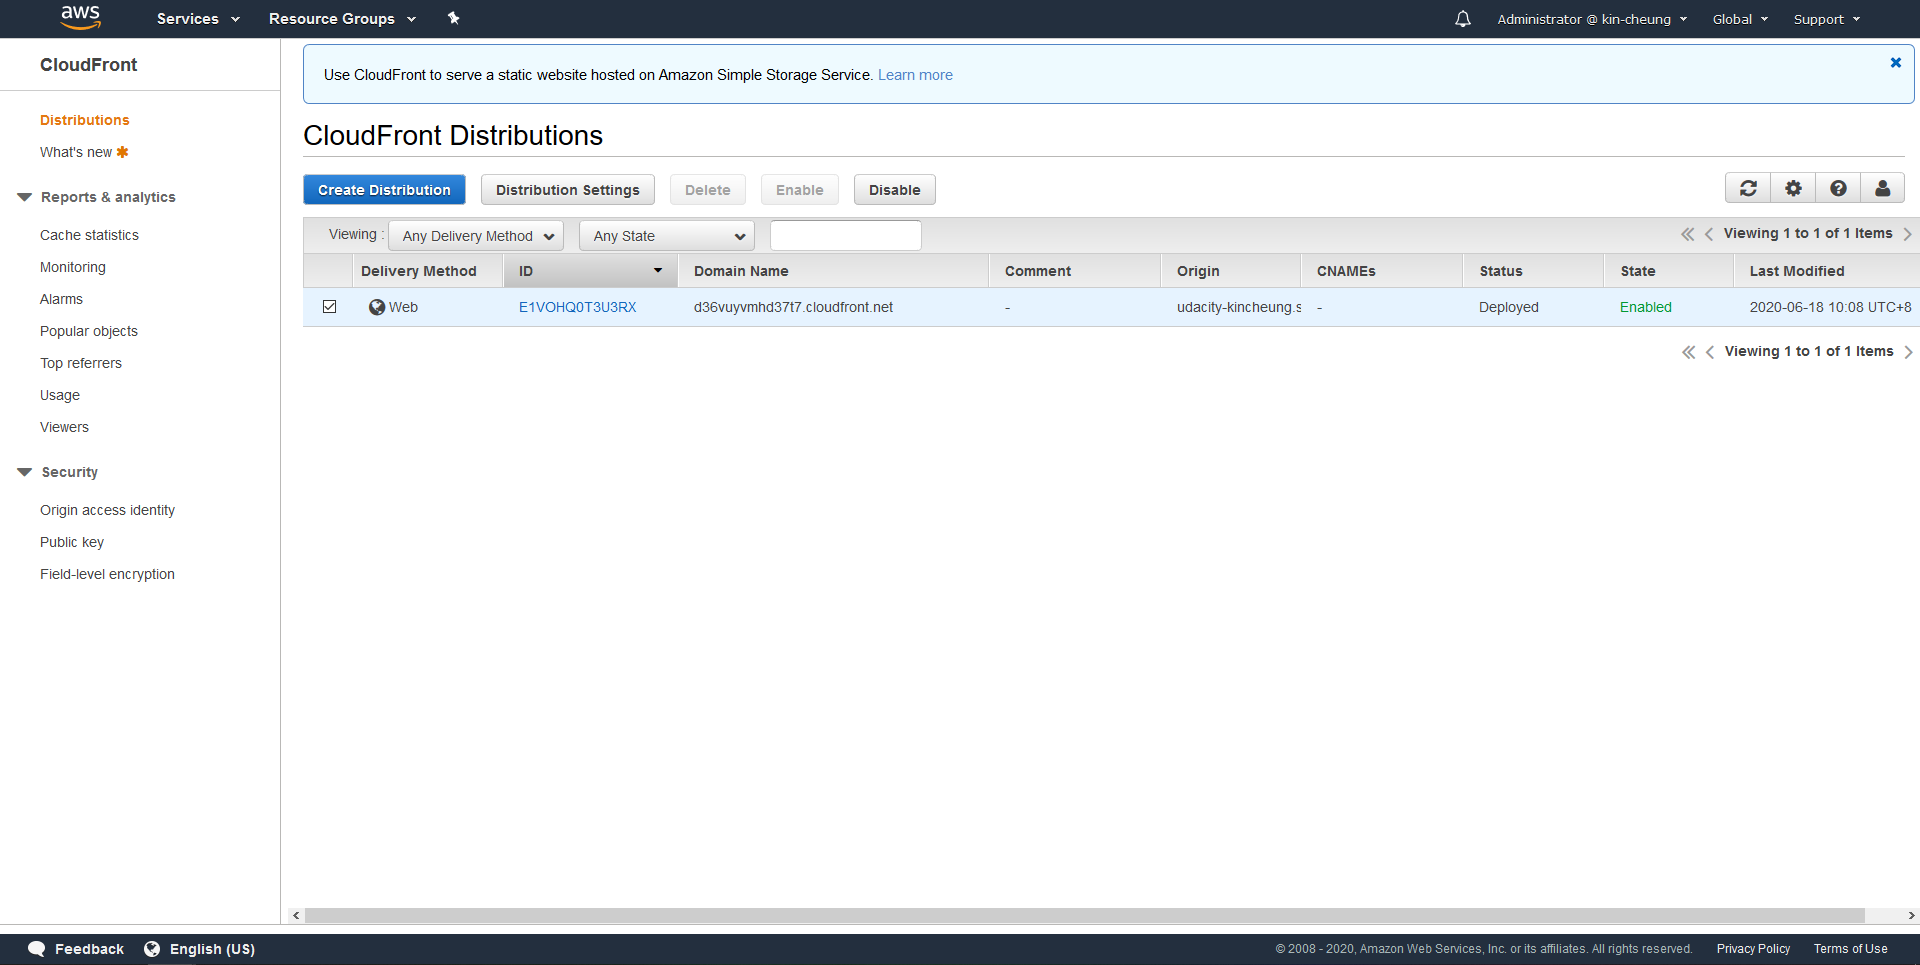 aws Services Resource Groups Administrator @ kin-cheung Global Support
CloudFront
Distributions
What's new
Reports & analytics
Cache statistics
Monitoring
Alarms
Popular objects
Top referrers
Usage
Viewers
Security
Origin access identity
Public key
Field-level encryption
Use CloudFront to serve a static website hosted on Amazon Simple Storage Service. Learn more
CloudFront Distributions
Create Distribution Distribution Settings Delete Enable Disable
Viewing : Any Delivery Method Any State Viewing 1 to 1 of 1 Items
Delivery Method ID Domain Name Comment Origin CNAMEs Status State Last Modified
Web E1VOHQ0T3U3RX d36vuyvmhd37t7.cloudfront.net - udacity-kincheung.s - Deployed Enabled 2020-06-18 10:08 UTC+8
Viewing 1 to 1 of 1 Items
Feedback English (US) © 2008 - 2020, Amazon Web Services, Inc. or its affiliates. All rights reserved. Privacy Policy Terms of Use